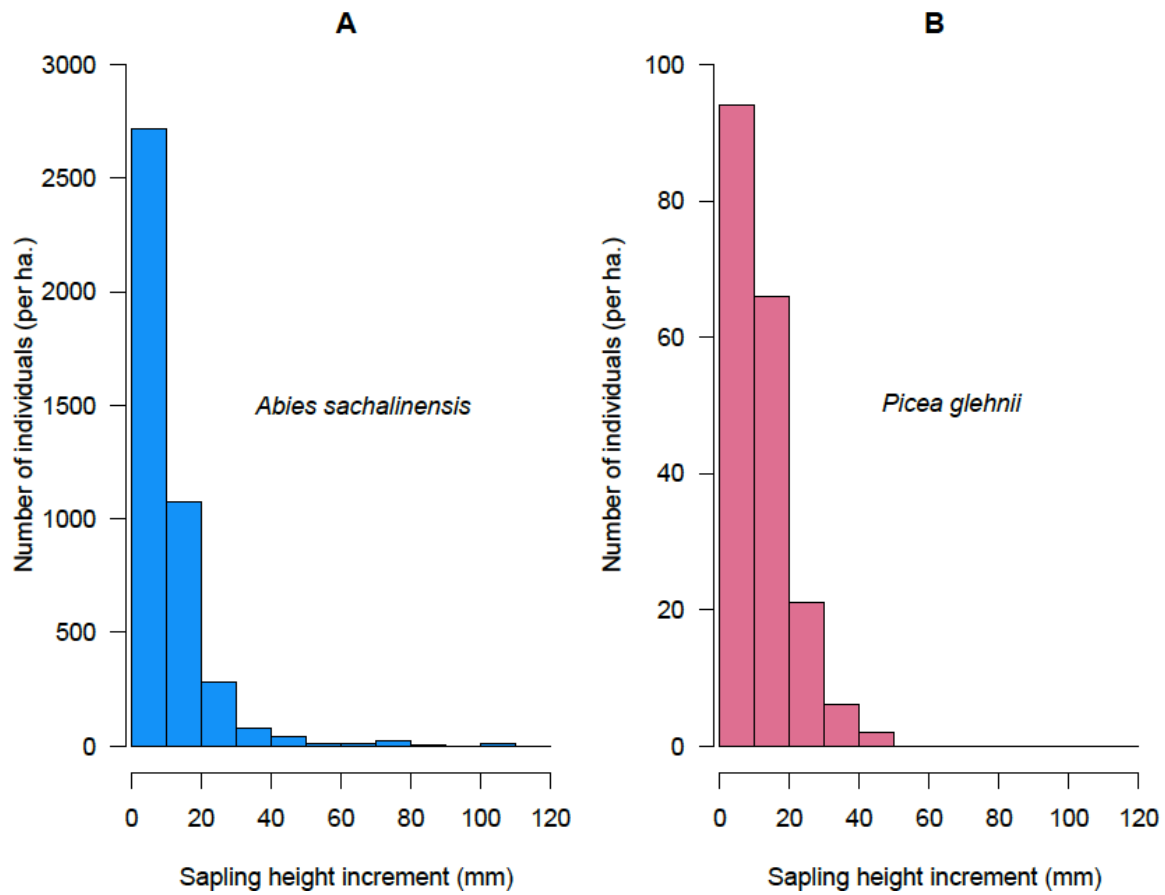 A
3000
2500
2000
1500
1000
500
0
Number of individuals (per ha.)
Abies sachalinensis
0 20 40 60 80 100 120
Sapling height increment (mm)
B
100
80
60
40
20
0
Number of individuals (per ha.)
Picea glehnii
0 20 40 60 80 100 120
Sapling height increment (mm)